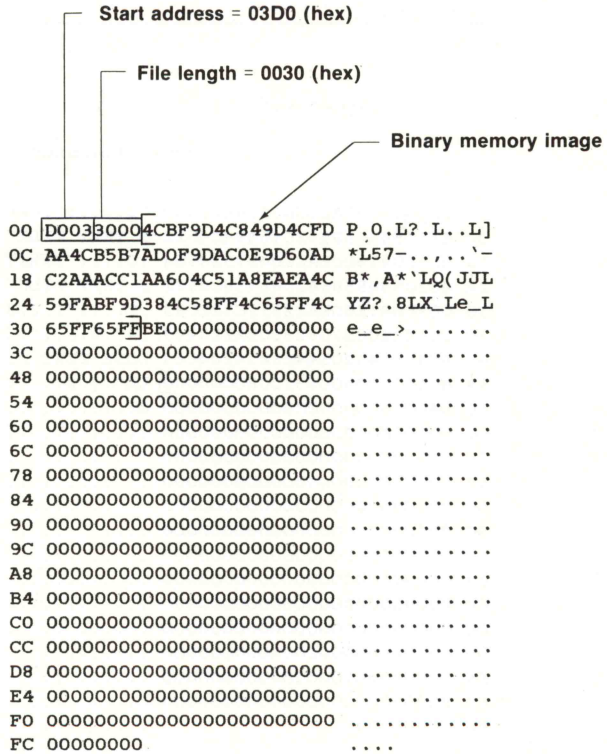 Start address = 03D0 (hex)
File length = 0030 (hex)
Binary memory image
00 D00330004CBF9D4C849D4CFD P.0.L?.L..L]
0C AA4CB5B7AD0F9DAC0E9D60AD *L57-..,..`-
18 C2AAACC1AA604C51A8EAEA4C B*,A*`LQ(JJL
24 59FABF9D384C58FF4C65FF4C YZ?.8LX_Le_L
30 65FF65FFBE00000000000000 e_e_>.......
3C 000000000000000000000000 ............
48 000000000000000000000000 ............
54 000000000000000000000000 ............
60 000000000000000000000000 ............
6C 000000000000000000000000 ............
78 000000000000000000000000 ............
84 000000000000000000000000 ............
90 000000000000000000000000 ............
9C 000000000000000000000000 ............
A8 000000000000000000000000 ............
B4 000000000000000000000000 ............
C0 000000000000000000000000 ............
CC 000000000000000000000000 ............
D8 000000000000000000000000 ............
E4 000000000000000000000000 ............
F0 000000000000000000000000 ............
FC 00000000 ....